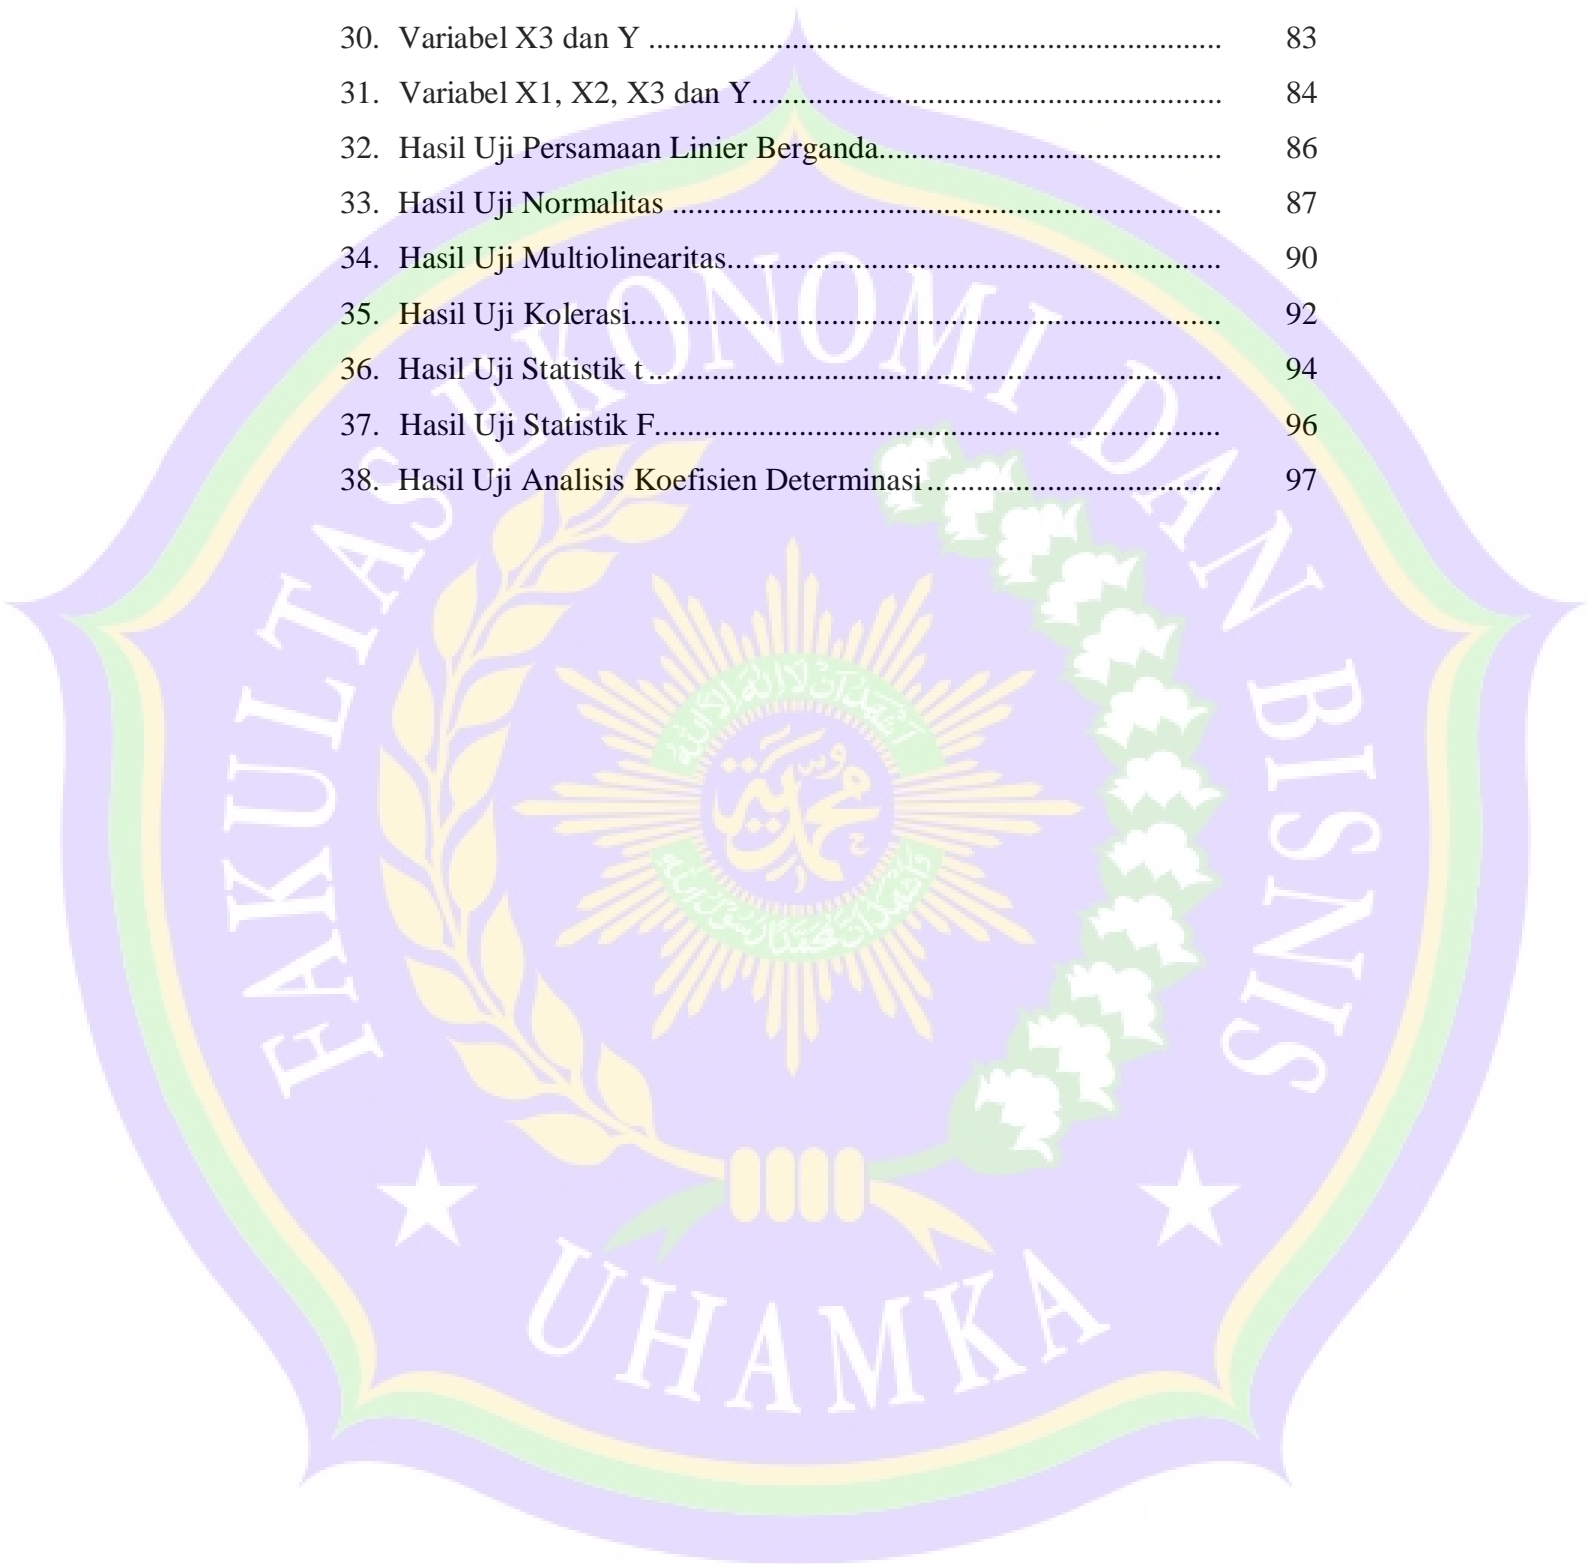 30. Variabel X3 dan Y ........................................................................ 83
31. Variabel X1, X2, X3 dan Y........................................................... 84
32. Hasil Uji Persamaan Linier Berganda........................................... 86
33. Hasil Uji Normalitas ..................................................................... 87
34. Hasil Uji Multiolinearitas.............................................................. 90
35. Hasil Uji Kolerasi.......................................................................... 92
36. Hasil Uji Statistik t ........................................................................ 94
37. Hasil Uji Statistik F....................................................................... 96
38. Hasil Uji Analisis Koefisien Determinasi ..................................... 97
FAKULTAS EKONOMI DAN BISNIS
محمدية
UHAMKA